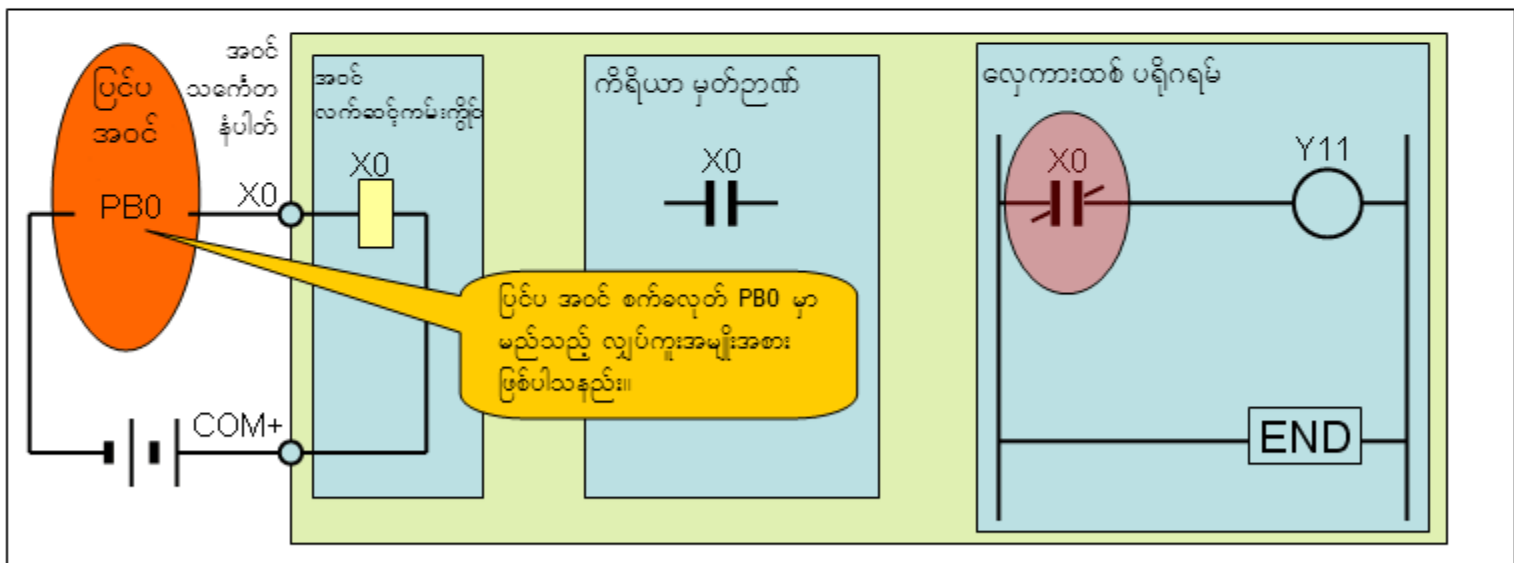 ပြင်ပ
အဝင်
PB0
အဝင်
သင်္ကေတ
နံပါတ်
X0
COM+
အဝင်
လက်ဆင့်ကမ်းကွိုင်
X0
ကိရိယာ မှတ်ဉာဏ်
X0
လှေကားထစ် ပရိုဂရမ်
X0
Y11
END
ပြင်ပ အဝင် စက်ခလုတ် PB0 မှာ
မည်သည့် လျှပ်ကူးအမျိုးအစား
ဖြစ်ပါသနည်း။